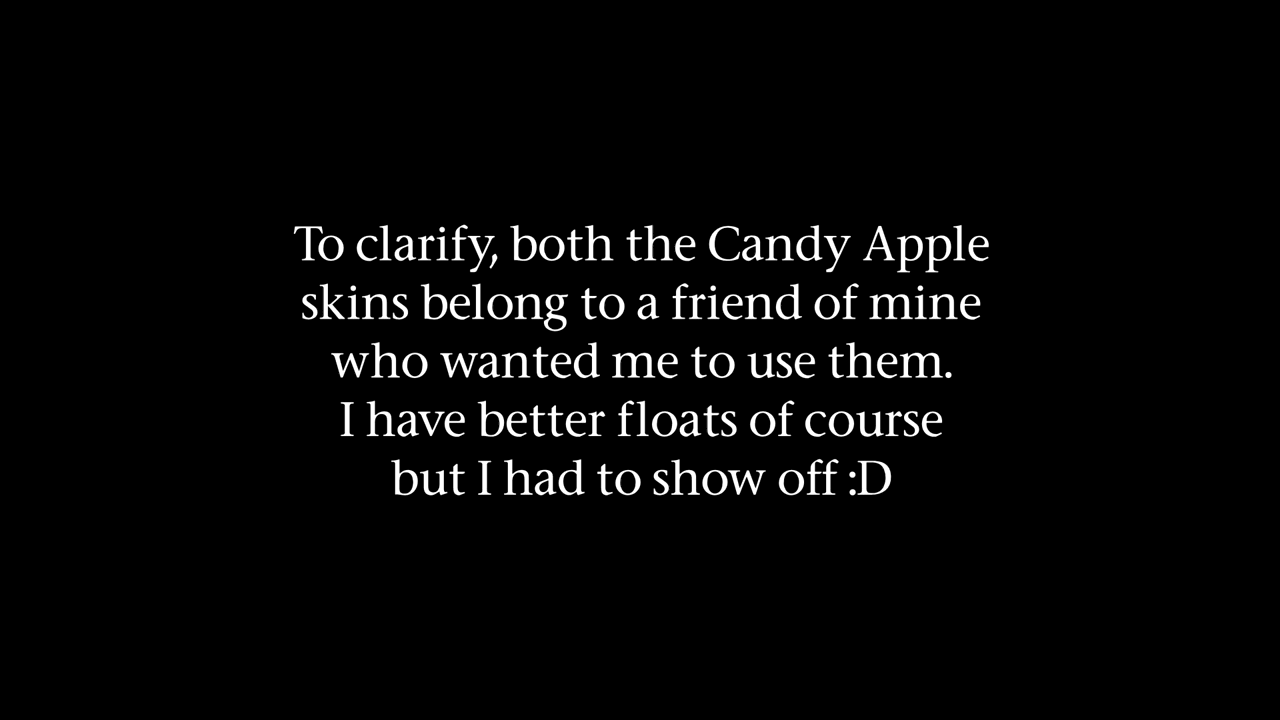 To clarify, both the Candy Apple
skins belong to a friend of mine
who wanted me to use them.
I have better floats of course
but I had to show off :D